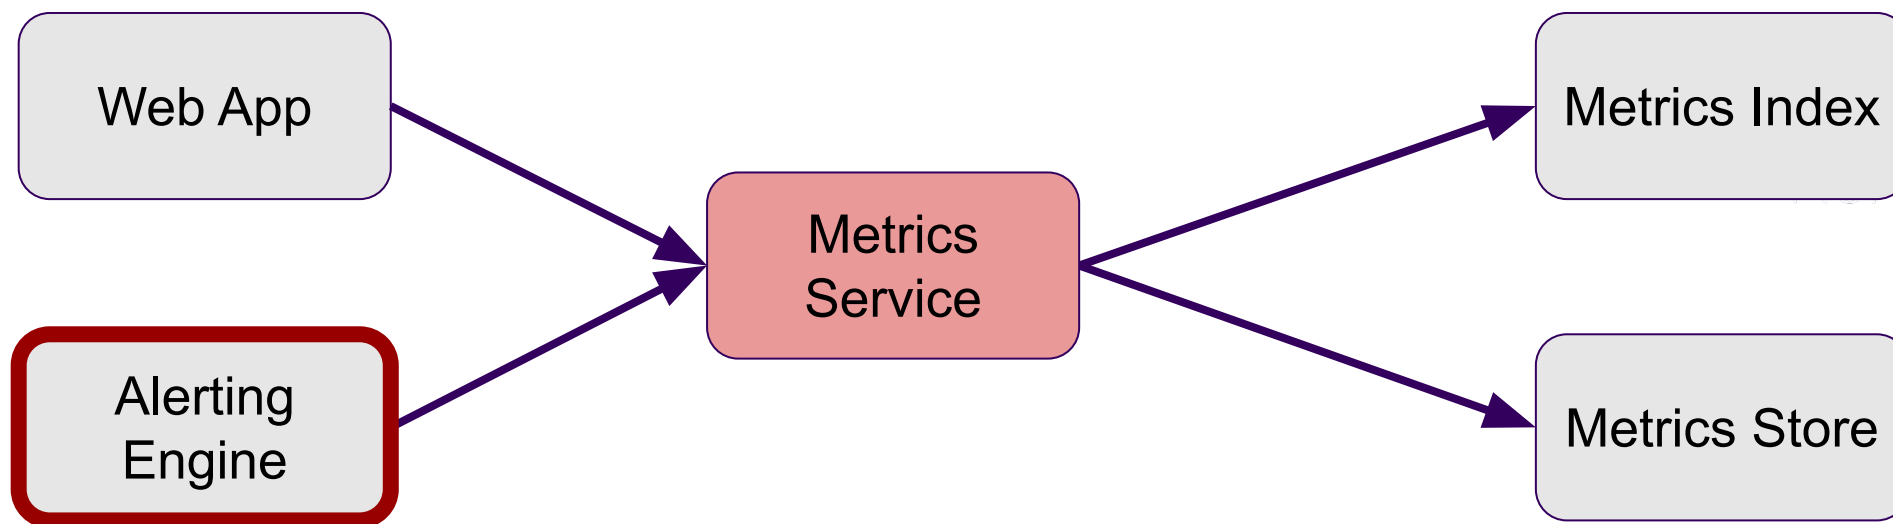 Web App
Alerting
Engine
Metrics
Service
Metrics Index
Metrics Store